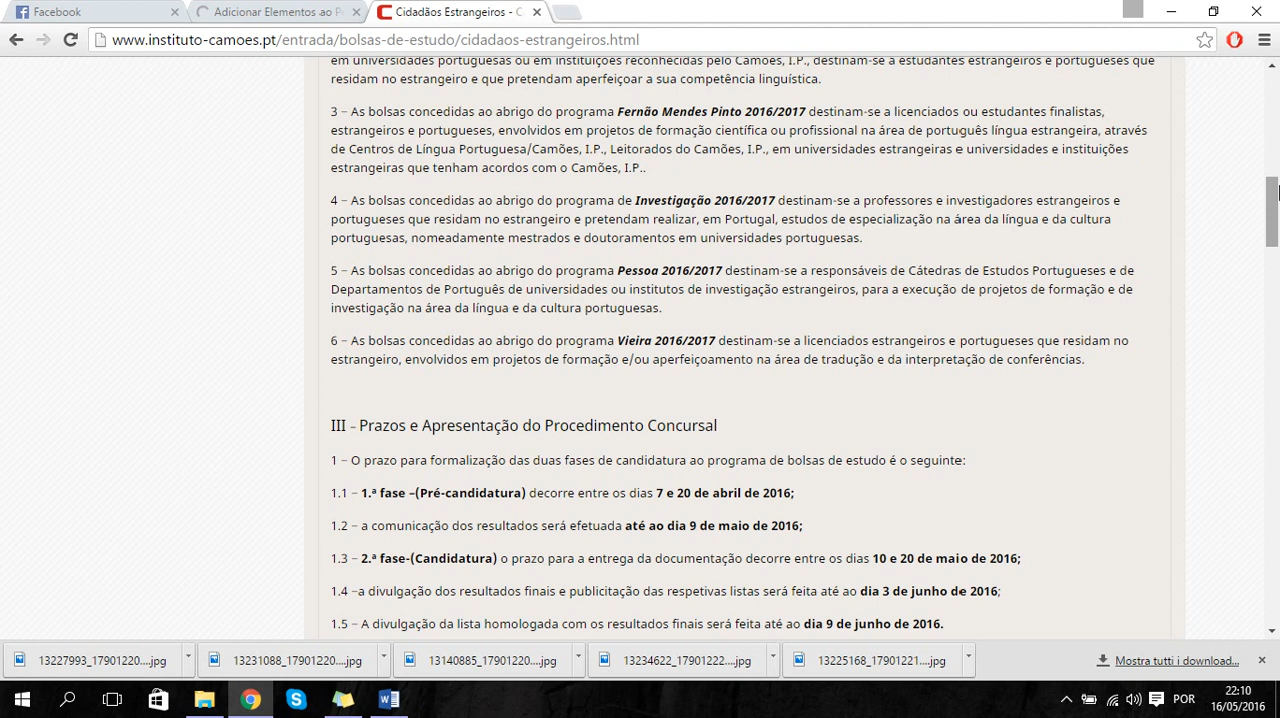 Facebook
Adicionar Elementos ao P
Cidadãos Estrangeiros - C
www.instituto-camoes.pt/entrada/bolsas-de-estudo/cidadaos-estrangeiros.html
em universidades portuguesas ou em instituições reconhecidas pelo Camões, I.P., destinam-se a estudantes estrangeiros e portugueses que
residam no estrangeiro e que pretendam aperfeiçoar a sua competência linguística.
3 – As bolsas concedidas ao abrigo do programa Fernão Mendes Pinto 2016/2017 destinam-se a licenciados ou estudantes finalistas,
estrangeiros e portugueses, envolvidos em projetos de formação científica ou profissional na área de português língua estrangeira, através
de Centros de Língua Portuguesa/Camões, I.P., Leitorados do Camões, I.P., em universidades estrangeiras e universidades e instituições
estrangeiras que tenham acordos com o Camões, I.P..
4 – As bolsas concedidas ao abrigo do programa de Investigação 2016/2017 destinam-se a professores e investigadores estrangeiros e
portugueses que residam no estrangeiro e pretendam realizar, em Portugal, estudos de especialização na área da língua e da cultura
portuguesas, nomeadamente mestrados e doutoramentos em universidades portuguesas.
5 – As bolsas concedidas ao abrigo do programa Pessoa 2016/2017 destinam-se a responsáveis de Cátedras de Estudos Portugueses e de
Departamentos de Português de universidades ou institutos de investigação estrangeiros, para a execução de projetos de formação e de
investigação na área da língua e da cultura portuguesas.
6 – As bolsas concedidas ao abrigo do programa Vieira 2016/2017 destinam-se a licenciados estrangeiros e portugueses que residam no
estrangeiro, envolvidos em projetos de formação e/ou aperfeiçoamento na área de tradução e da interpretação de conferências.
III – Prazos e Apresentação do Procedimento Concursal
1 – O prazo para formalização das duas fases de candidatura ao programa de bolsas de estudo é o seguinte:
1.1 – 1.ª fase –(Pré-candidatura) decorre entre os dias 7 e 20 de abril de 2016;
1.2 – a comunicação dos resultados será efetuada até ao dia 9 de maio de 2016;
1.3 – 2.ª fase-(Candidatura) o prazo para a entrega da documentação decorre entre os dias 10 e 20 de maio de 2016;
1.4 –a divulgação dos resultados finais e publicitação das respetivas listas será feita até ao dia 3 de junho de 2016;
1.5 – A divulgação da lista homologada com os resultados finais será feita até ao dia 9 de junho de 2016.
13227993_17901220....jpg
13231088_17901220....jpg
13140885_17901220....jpg
13234622_17901222....jpg
13225168_17901221....jpg
Mostra tutti i download...
POR
22:10
16/05/2016